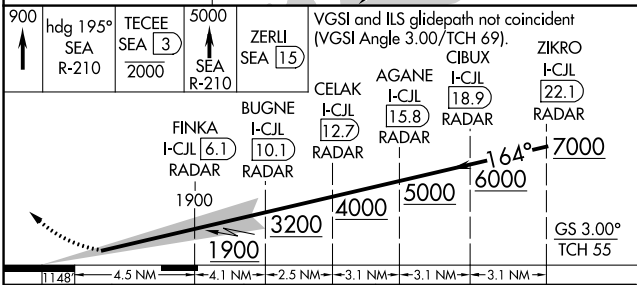 900
hdg 195°
SEA
R-210
TECEE
SEA 3
2000
5000
SEA
R-210
ZERLI
SEA 15
VGSI and ILS glidepath not coincident
(VGSI Angle 3.00/TCH 69).
ZIKRO
I-CJL
22.1
RADAR
CIBUX
I-CJL
18.9
RADAR
AGANE
I-CJL
15.8
RADAR
CELAK
I-CJL
12.7
RADAR
BUGNE
I-CJL
10.1
RADAR
FINKA
I-CJL 6.1
RADAR
164°
7000
6000
5000
4000
3200
1900
1900
GS 3.00°
TCH 55
1148'
4.5 NM
4.1 NM
2.5 NM
3.1 NM
3.1 NM
3.1 NM